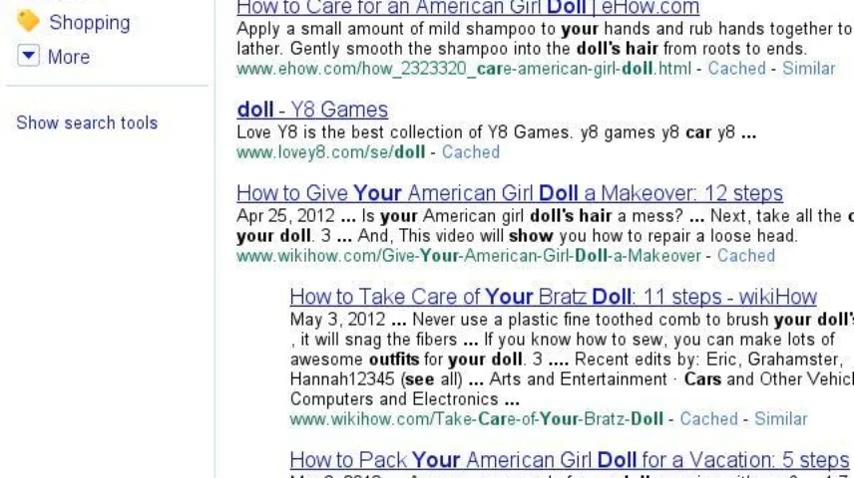 How to Care for an American Girl Doll | eHow.com
Shopping
Apply a small amount of mild shampoo to your hands and rub hands together to
lather. Gently smooth the shampoo into the doll's hair from roots to ends.
More
www.ehow.com/how_2323320_care-american-girl-doll.html - Cached - Similar
doll - Y8 Games
Show search tools
Love Y8 is the best collection of Y8 Games. y8 games y8 car y8 ...
www.lovey8.com/se/doll - Cached
How to Give Your American Girl Doll a Makeover: 12 steps
Apr 25, 2012 ... Is your American girl doll's hair a mess? ... Next, take all the
your doll. 3 ... And, This video will show you how to repair a loose head.
www.wikihow.com/Give-Your-American-Girl-Doll-a-Makeover - Cached
How to Take Care of Your Bratz Doll: 11 steps - wikiHow
May 3, 2012 ... Never use a plastic fine toothed comb to brush your doll's
, it will snag the fibers ... If you know how to sew, you can make lots of
awesome outfits for your doll. 3 .... Recent edits by: Eric, Grahamster,
Hannah12345 (see all) ... Arts and Entertainment · Cars and Other Vehicl
Computers and Electronics ...
www.wikihow.com/Take-Care-of-Your-Bratz-Doll - Cached - Similar
How to Pack Your American Girl Doll for a Vacation: 5 steps